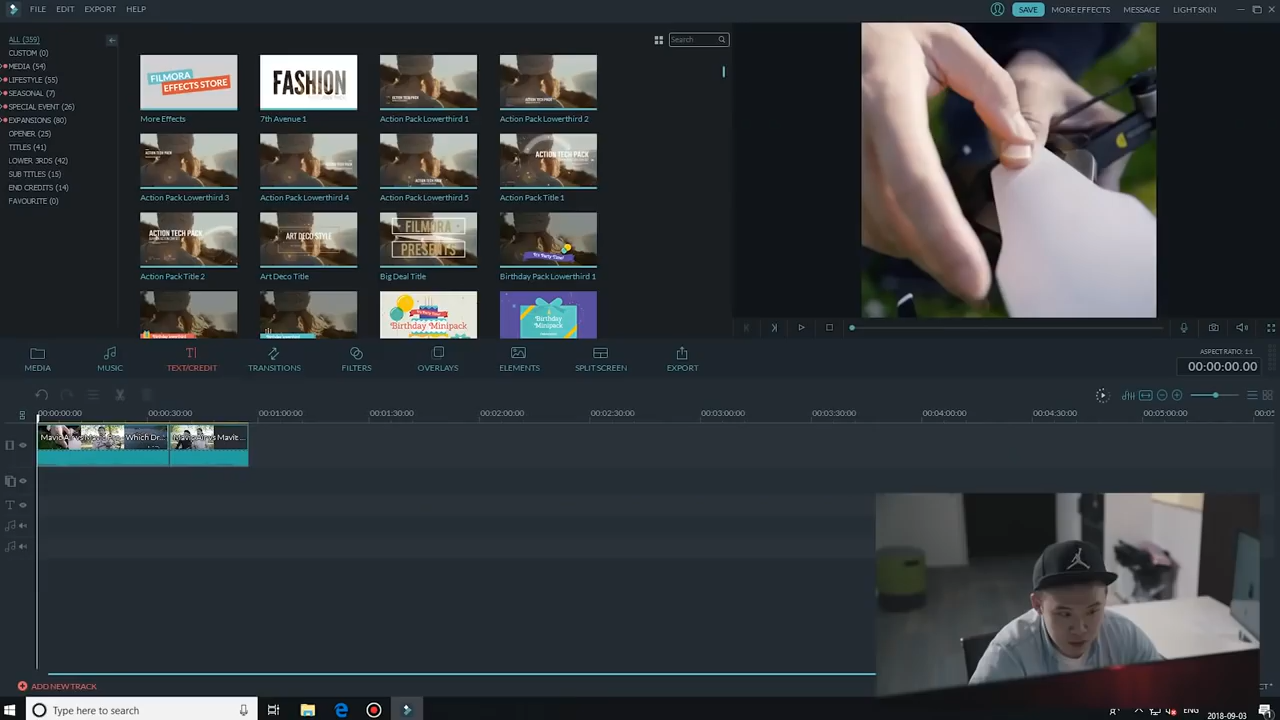 FILE EDIT EXPORT HELP
SAVE MORE EFFECTS MESSAGE LIGHT SKIN
ALL (359)
CUSTOM (0)
MEDIA (54)
LIFESTYLE (55)
SEASONAL (7)
SPECIAL EVENT (26)
EXPANSIONS (80)
OPENER (25)
TITLES (41)
LOWER 3RDS (42)
SUB TITLES (15)
END CREDITS (14)
FAVOURITE (0)
Search
FILMORA
EFFECTS STORE
FASHION
More Effects
7th Avenue 1
Action Pack Lowerthird 1
Action Pack Lowerthird 2
ACTION TECH PACK
Action Pack Lowerthird 3
Action Pack Lowerthird 4
Action Pack Lowerthird 5
Action Pack Title 1
ACTION TECH PACK
ART DECO STYLE
FILMORA
PRESENTS
Action Pack Title 2
Art Deco Title
Big Deal Title
Birthday Pack Lowerthird 1
Birthday Minipack
Birthday
Minipack
MEDIA
MUSIC
TEXT/CREDIT
TRANSITIONS
FILTERS
OVERLAYS
ELEMENTS
SPLIT SCREEN
EXPORT
ASPECT RATIO: 1:1
00:00:00.00
00:00:00:00
00:00:30:00
00:01:00:00
00:01:30:00
00:02:00:00
00:02:30:00
00:03:00:00
00:03:30:00
00:04:00:00
00:04:30:00
00:05:00:00
Which Dr...
ADD NEW TRACK
Type here to search
ENG
2018-09-03